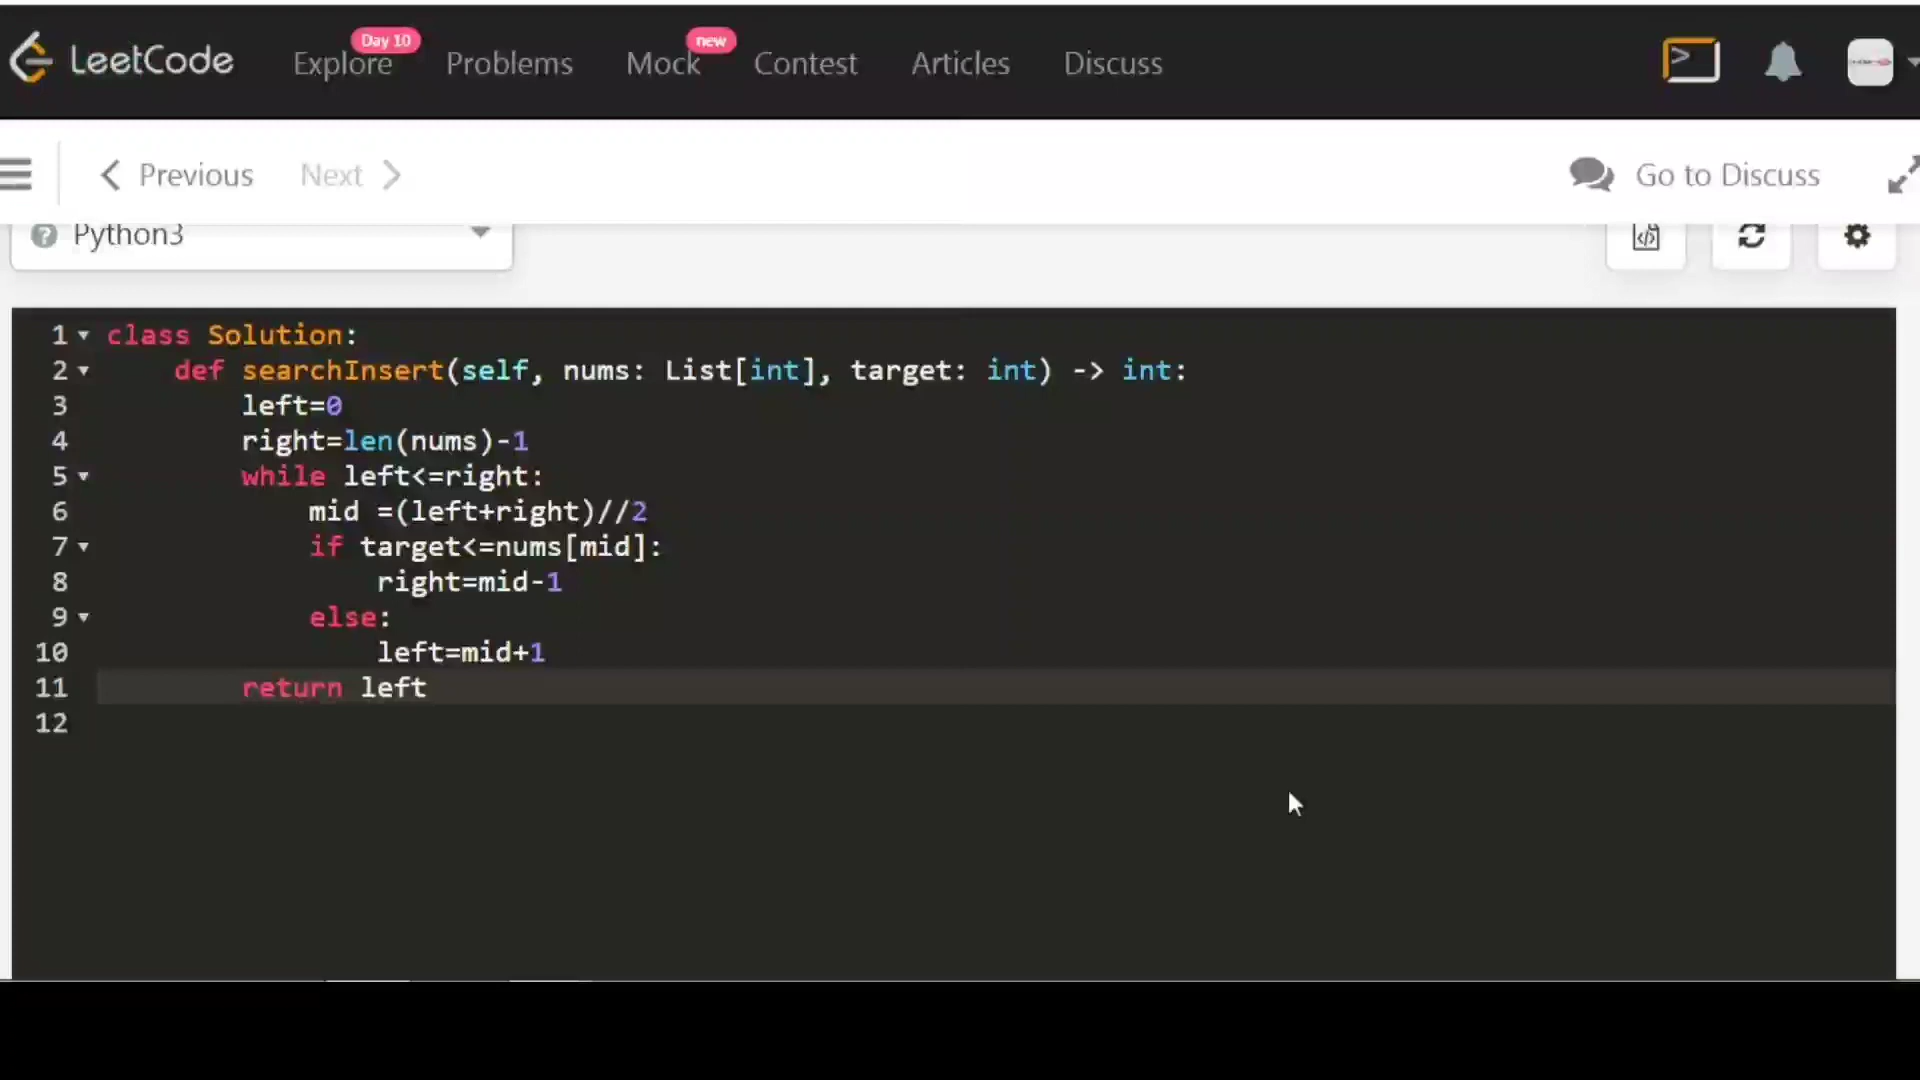 LeetCode Explore Day 10 Problems Mock new Contest Articles Discuss
Previous Next Go to Discuss
Python3
1 class Solution:
2     def searchInsert(self, nums: List[int], target: int) -> int:
3         left=0
4         right=len(nums)-1
5         while left<=right:
6             mid =(left+right)//2
7             if target<=nums[mid]:
8                 right=mid-1
9             else:
10                 left=mid+1
11         return left
12